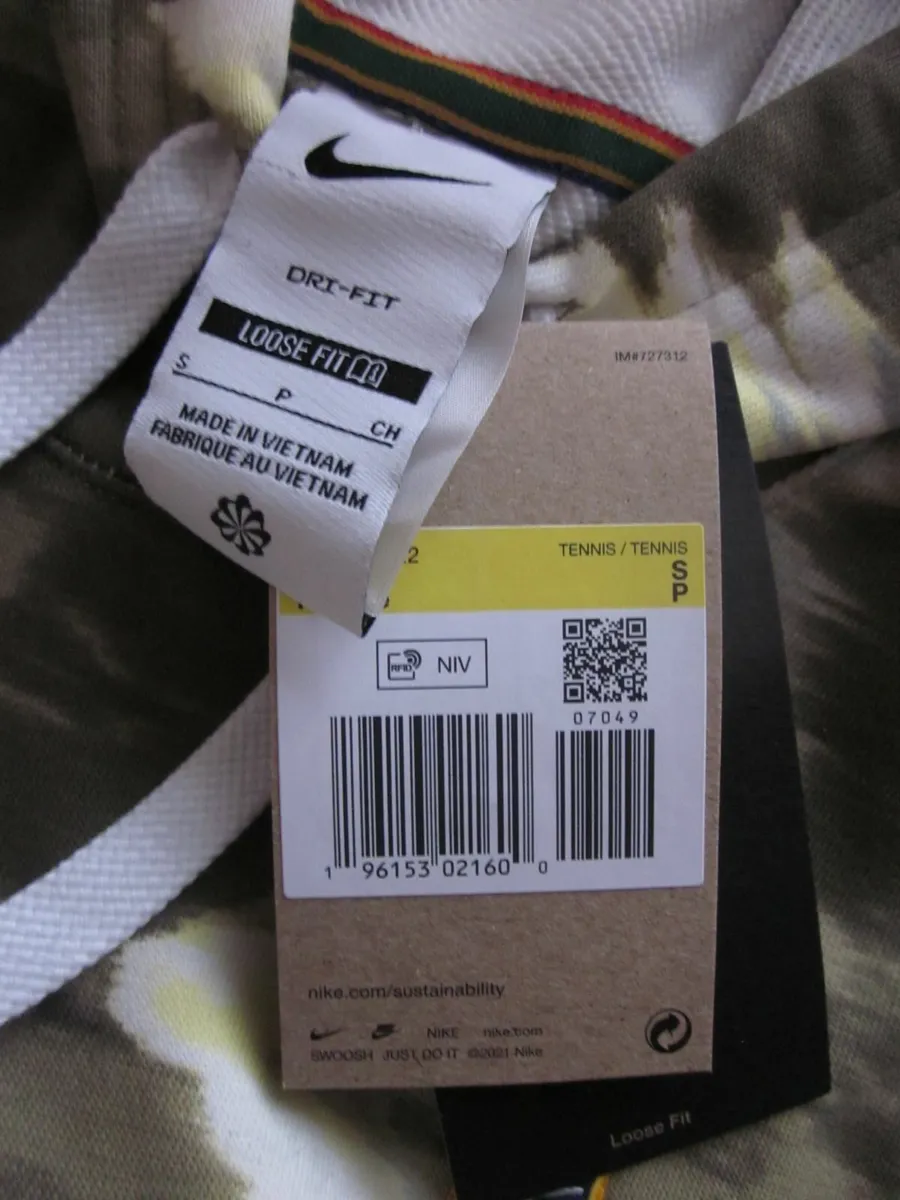 DRI-FIT
LOOSE FIT
S
P
CH
MADE IN VIETNAM
FABRIQUE AU VIETNAM
IM#727312
TENNIS / TENNIS
S
P
RFID NIV
07049
1 96153 02160 0
nike.com/sustainability
NIKE nike.com
SWOOSH JUST DO IT ©2021 Nike
Loose Fit